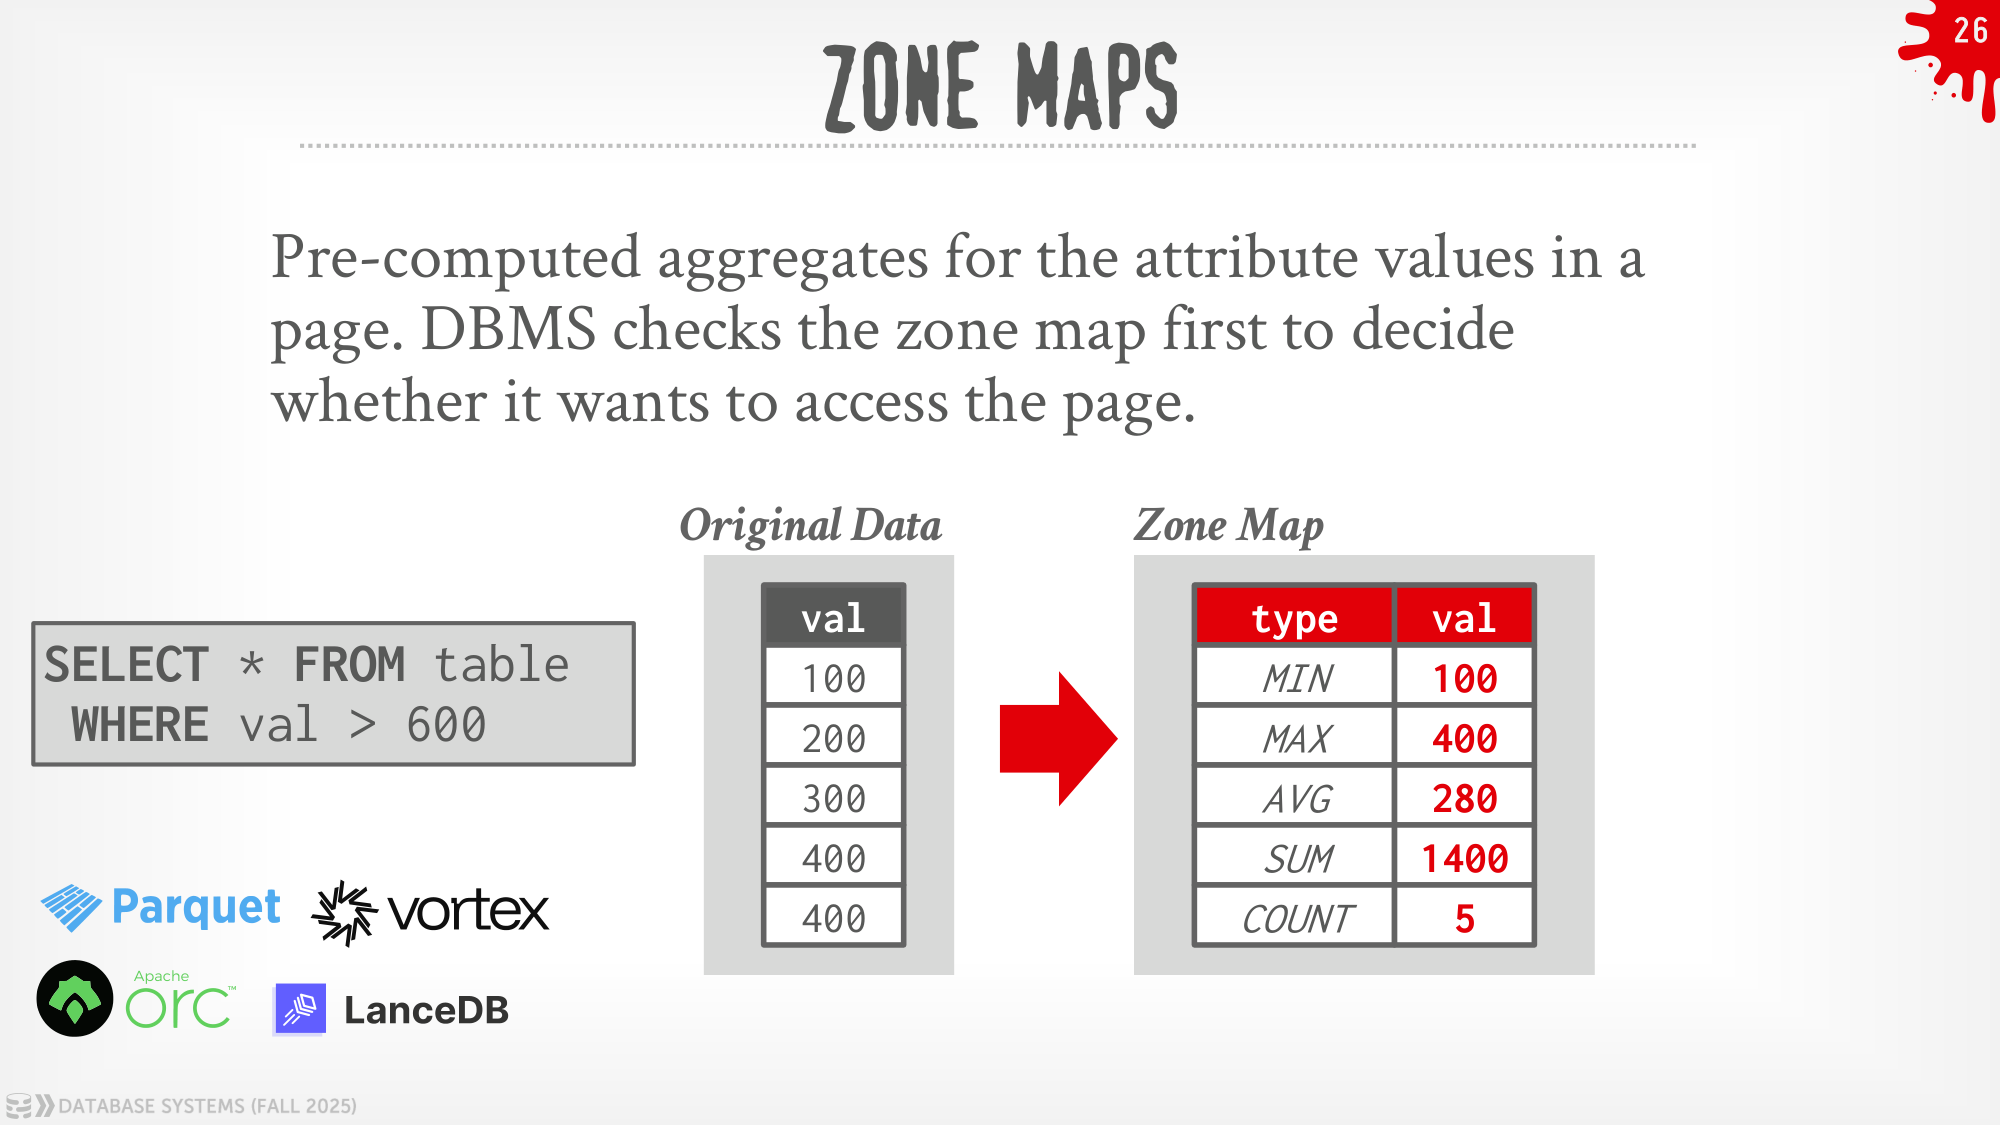 26
ZONE MAPS
Pre-computed aggregates for the attribute values in a
page. DBMS checks the zone map first to decide
whether it wants to access the page.
Original Data
val
100
200
300
400
400
Zone Map
type val
MIN 100
MAX 400
AVG 280
SUM 1400
COUNT 5
SELECT * FROM table
WHERE val > 600
Parquet
vortex
Apache
orc™
LanceDB
DATABASE SYSTEMS (FALL 2025)